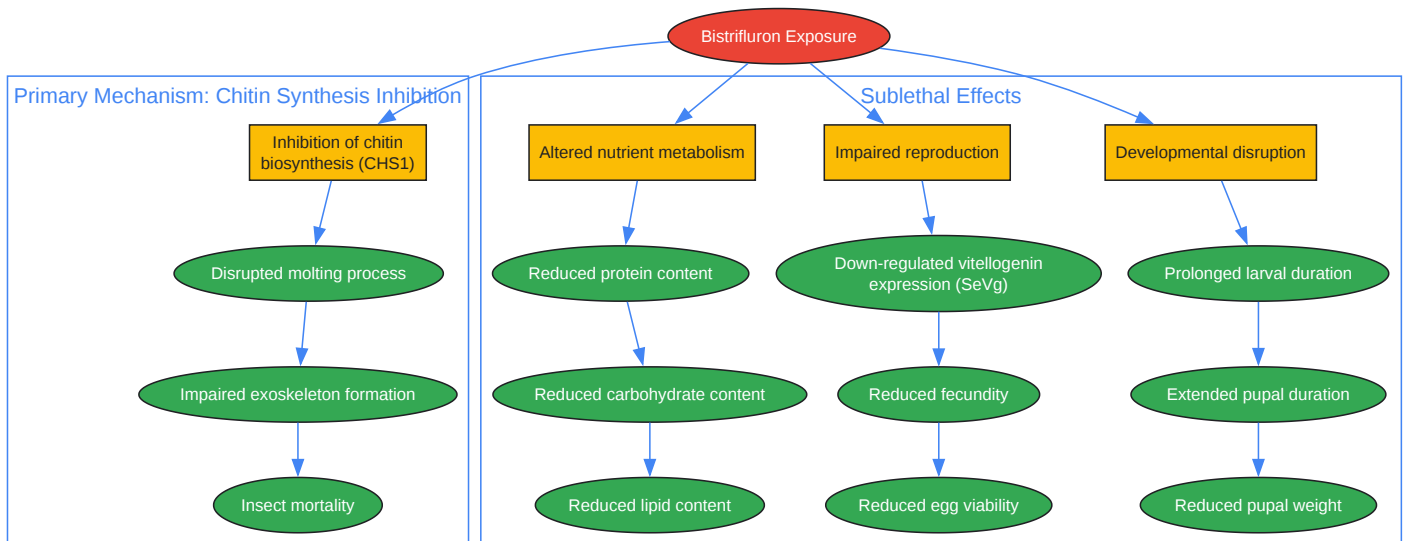 Bistrifluron Exposure
Primary Mechanism: Chitin Synthesis Inhibition
Sublethal Effects
Inhibition of chitin
biosynthesis (CHS1)
Altered nutrient metabolism
Impaired reproduction
Developmental disruption
Disrupted molting process
Reduced protein content
Down-regulated vitellogenin
expression (SeVg)
Prolonged larval duration
Impaired exoskeleton formation
Reduced carbohydrate content
Reduced fecundity
Extended pupal duration
Insect mortality
Reduced lipid content
Reduced egg viability
Reduced pupal weight